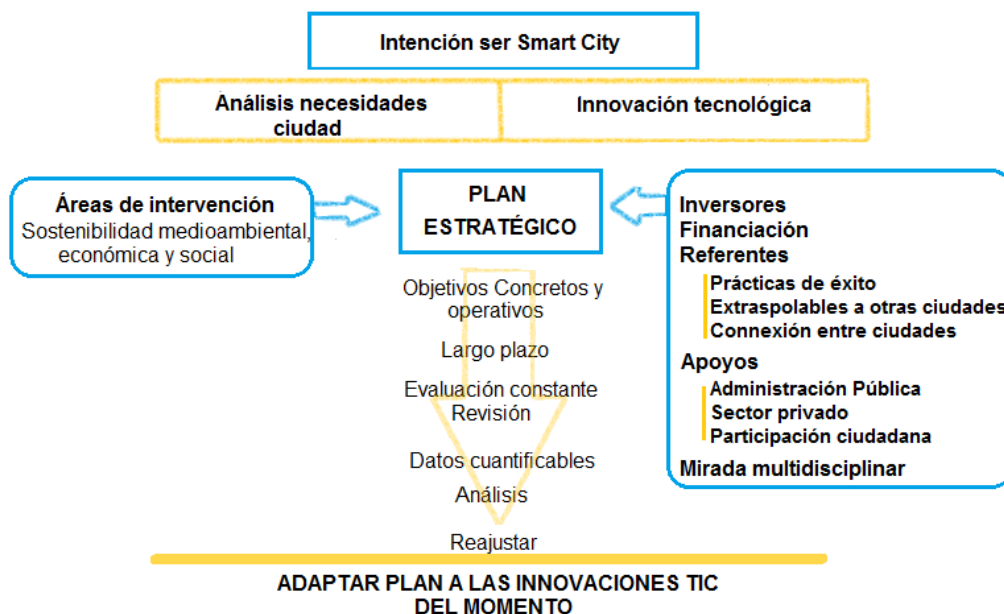 Intención ser Smart City
Análisis necesidades
ciudad
Innovación tecnológica
Áreas de intervención
Sostenibilidad medioambiental,
económica y social
PLAN
ESTRATÉGICO
Inversores
Financiación
Referentes
Prácticas de éxito
Extraspolables a otras ciudades
Connexión entre ciudades
Apoyos
Administración Pública
Sector privado
Participación ciudadana
Mirada multidisciplinar
Objetivos Concretos y
operativos
Largo plazo
Evaluación constante
Revisión
Datos cuantificables
Análisis
Reajustar
ADAPTAR PLAN A LAS INNOVACIONES TIC
DEL MOMENTO